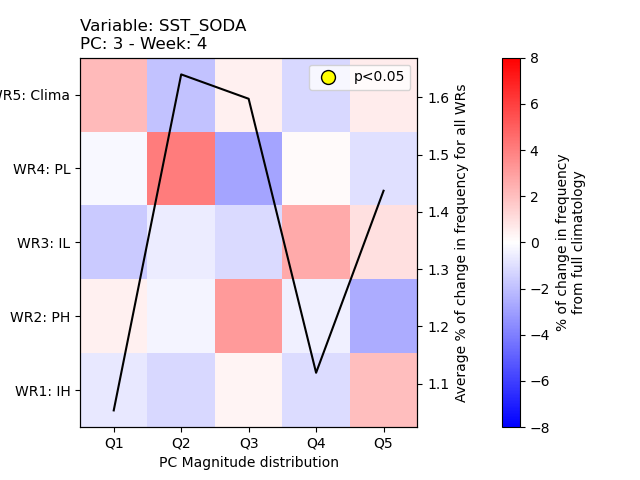 Variable: SST_SODA
PC: 3 - Week: 4
p<0.05
WR5: Clima
WR4: PL
WR3: IL
WR2: PH
WR1: IH
Q1 Q2 Q3 Q4 Q5
PC Magnitude distribution
1.6
1.5
1.4
1.3
1.2
1.1
Average % of change in frequency for all WRs
8
6
4
2
0
−2
−4
−6
−8
% of change in frequency
from full climatology